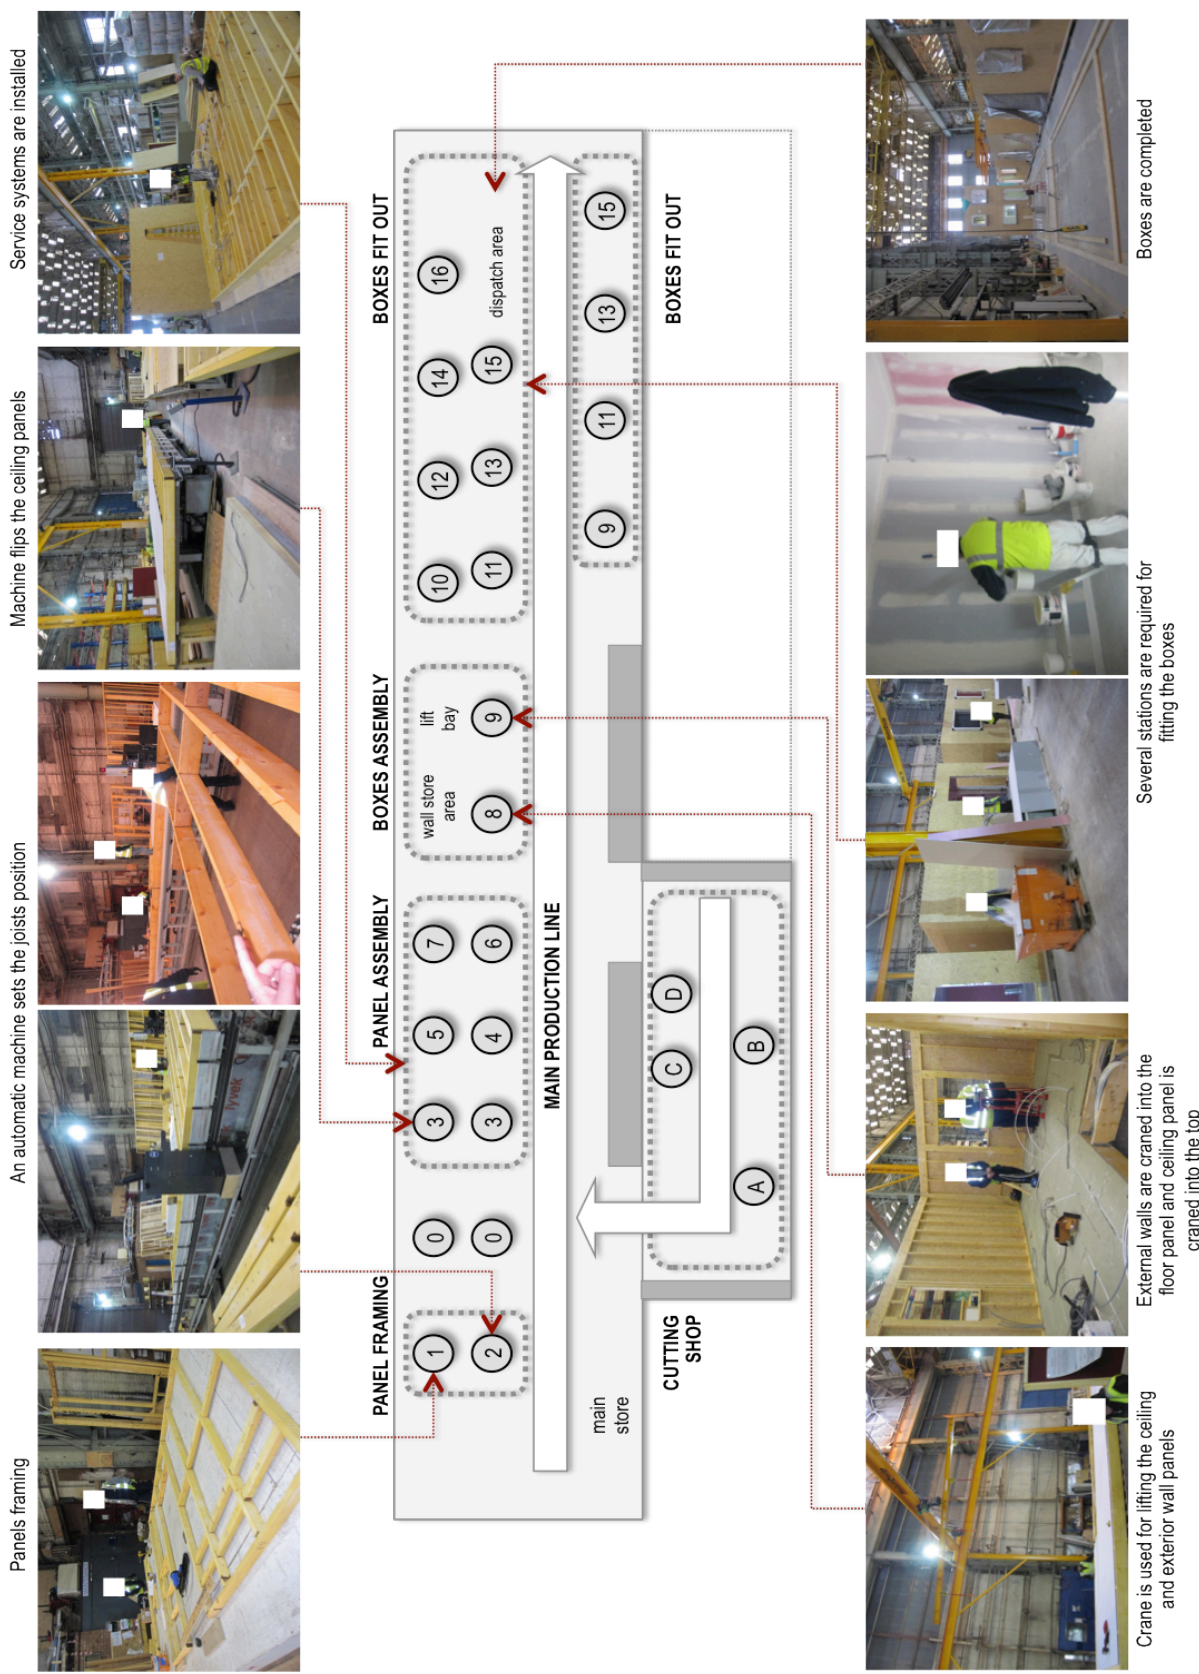 Panels framing
An automatic machine sets the joists position
Machine flips the ceiling panels
Service systems are installed
PANEL FRAMING
PANEL ASSEMBLY
BOXES ASSEMBLY
BOXES FIT OUT
1
0
3
5
7
wall store
area
lift
bay
10
12
14
16
2
0
3
4
6
8
9
11
13
15
dispatch area
MAIN PRODUCTION LINE
main
store
9
11
13
15
CUTTING
SHOP
C
D
BOXES FIT OUT
A
B
Crane is used for lifting the ceiling
and exterior wall panels
External walls are craned into the
floor panel and ceiling panel is
craned into the top
Several stations are required for
fitting the boxes
Boxes are completed